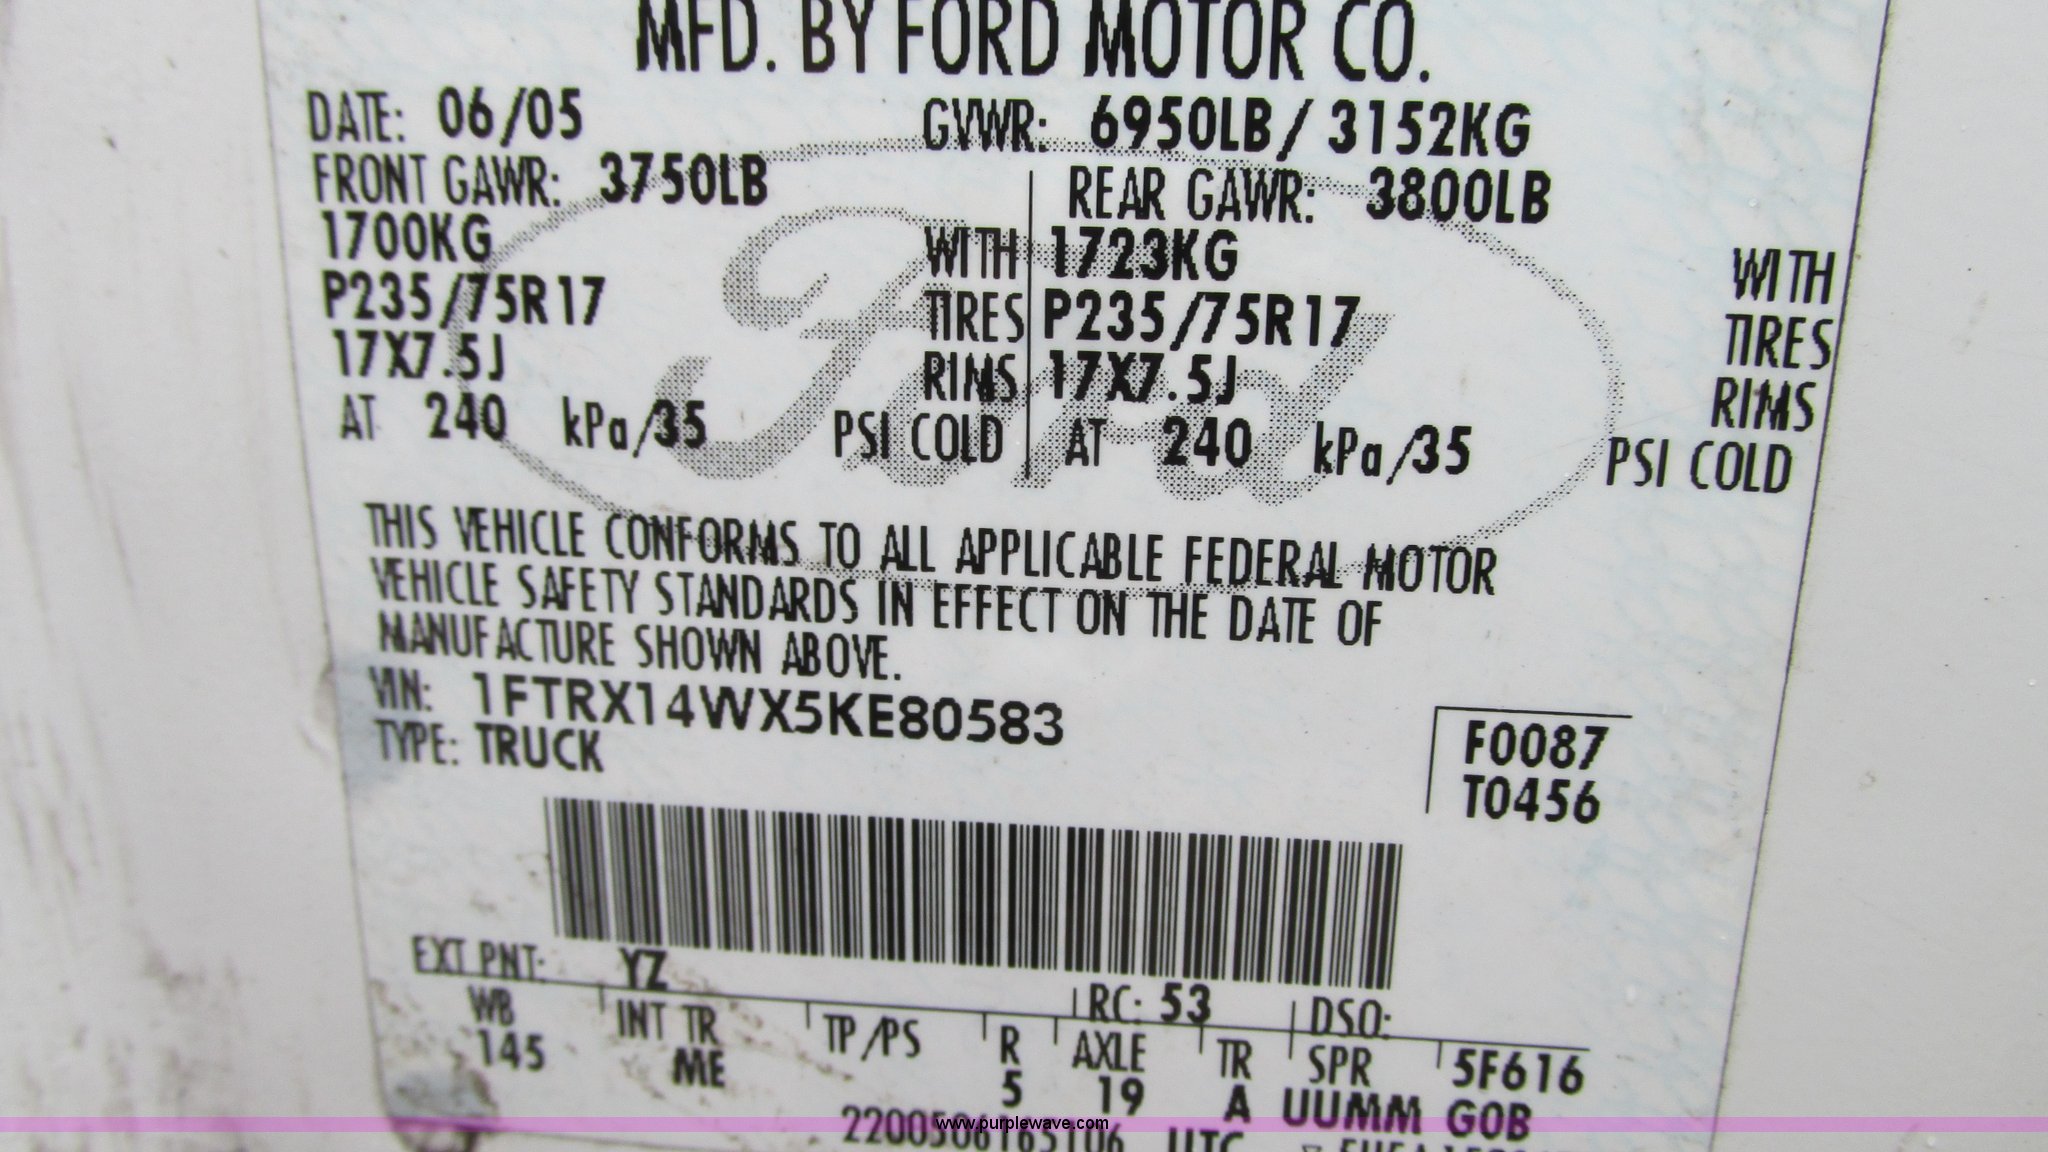 MFD. BY FORD MOTOR CO.
DATE: 06/05 GVWR: 6950LB/ 3152KG
FRONT GAWR: 3750LB REAR GAWR: 3800LB
1700KG WITH 1723KG WITH
P235/75R17 TIRES P235/75R17 TIRES
17X7.5J RIMS 17X7.5J RIMS
AT 240 kPa/35 PSI COLD AT 240 kPa/35 PSI COLD
Ford
THIS VEHICLE CONFORMS TO ALL APPLICABLE FEDERAL MOTOR
VEHICLE SAFETY STANDARDS IN EFFECT ON THE DATE OF
MANUFACTURE SHOWN ABOVE.
VIN: 1FTRX14WX5KE80583
TYPE: TRUCK
F0087
T0456
EXT PNT: YZ RC: 53 DSO:
WB INT TR TP/PS R AXLE TR SPR 5F616
145 ME 5 19 A UUMM GOB
www.purplewave.com
UTC